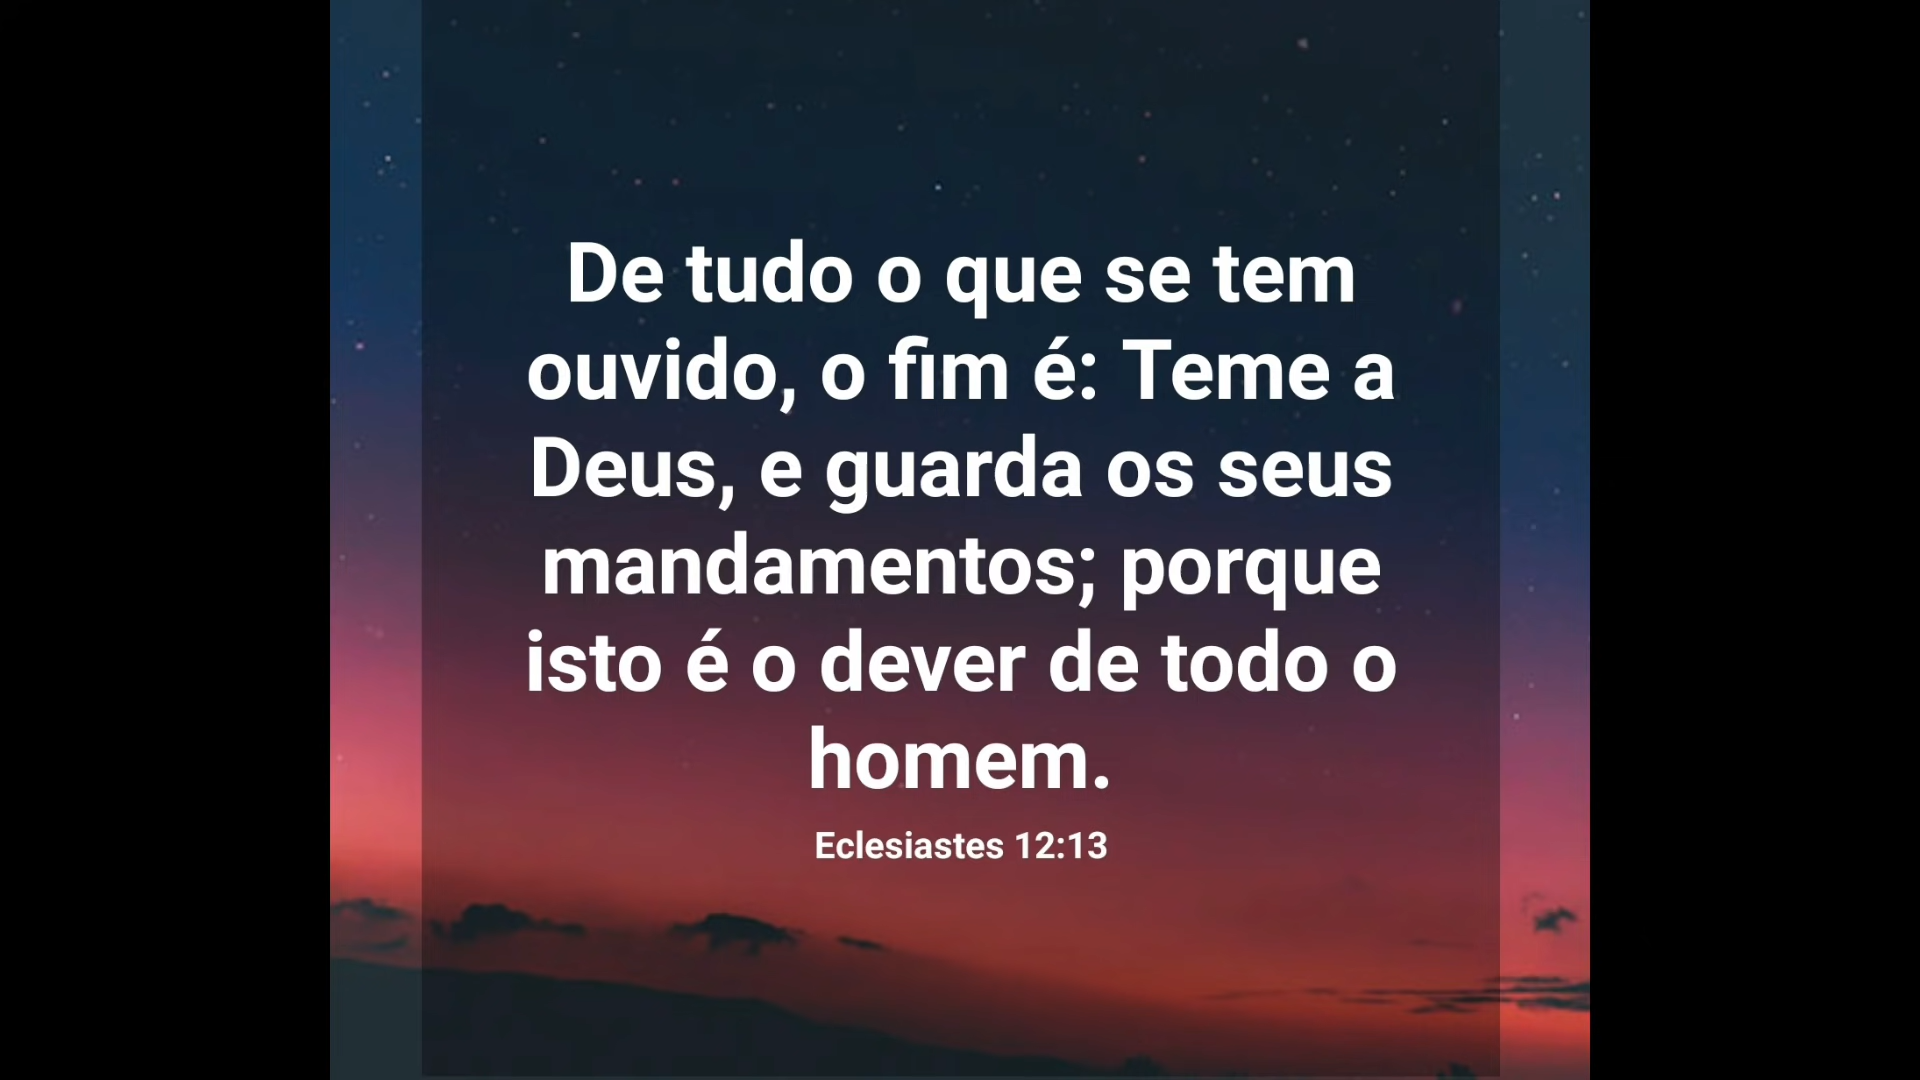 De tudo o que se tem
ouvido, o fim é: Teme a
Deus, e guarda os seus
mandamentos; porque
isto é o dever de todo o
homem.
Eclesiastes 12:13